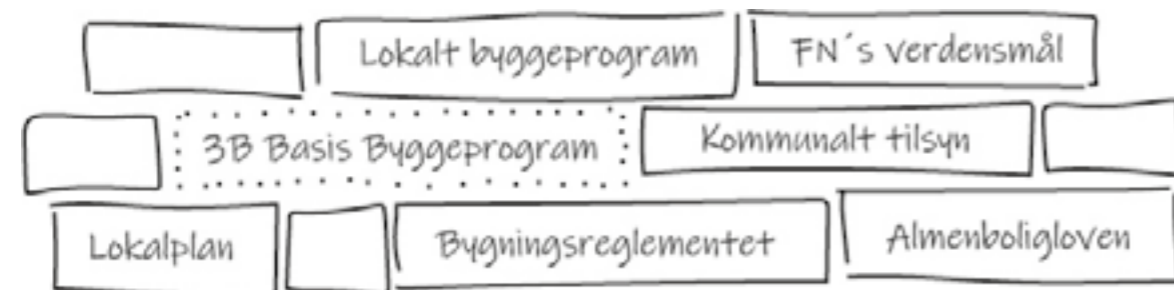 Lokalt byggeprogram
FN´s verdensmål
3B Basis Byggeprogram
Kommunalt tilsyn
Lokalplan
Bygningsreglementet
Almenboligloven